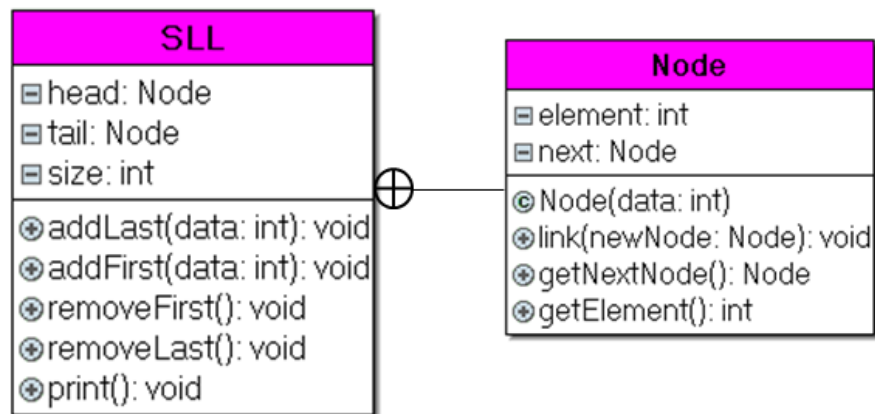 SLL
head: Node
tail: Node
size: int
addLast(data: int): void
addFirst(data: int): void
removeFirst(): void
removeLast(): void
print(): void
Node
element: int
next: Node
Node(data: int)
link(newNode: Node): void
getNextNode(): Node
getElement(): int